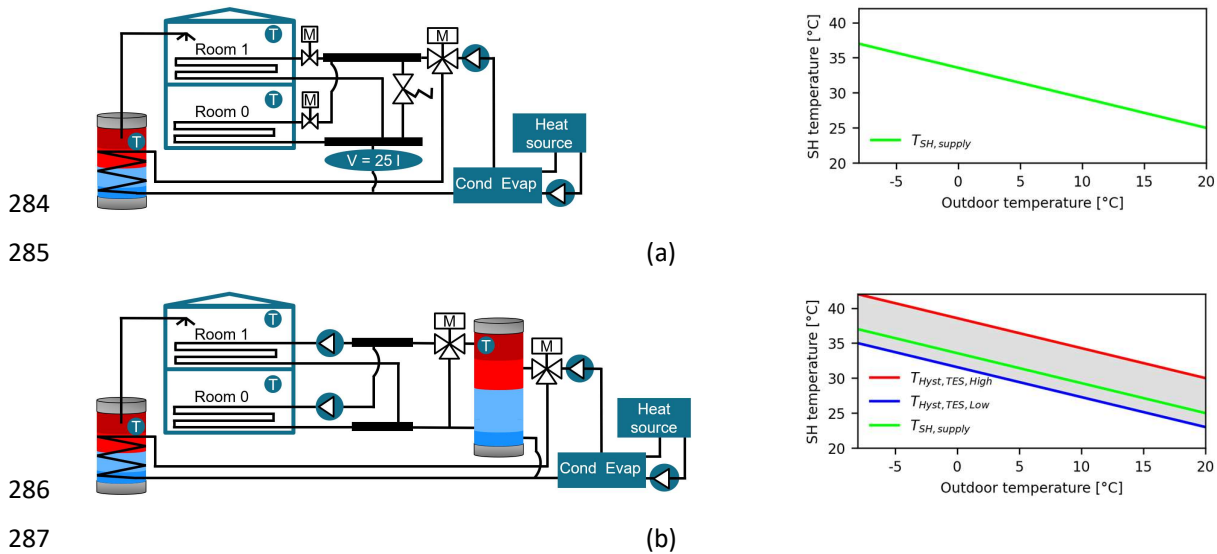 T
M
M
Room 1
T
M
Room 0
T
V = 25 l
Heat
source
Cond Evap
284
285
(a)
SH temperature [°C]
40
35
30
25
20
T_SH, supply
-5 0 5 10 15 20
Outdoor temperature [°C]
T
M
M
Room 1
T
T
Room 0
T
Heat
source
Cond Evap
286
287
(b)
SH temperature [°C]
40
35
30
25
20
T_Hyst, TES, High
T_Hyst, TES, Low
T_SH, supply
-5 0 5 10 15 20
Outdoor temperature [°C]